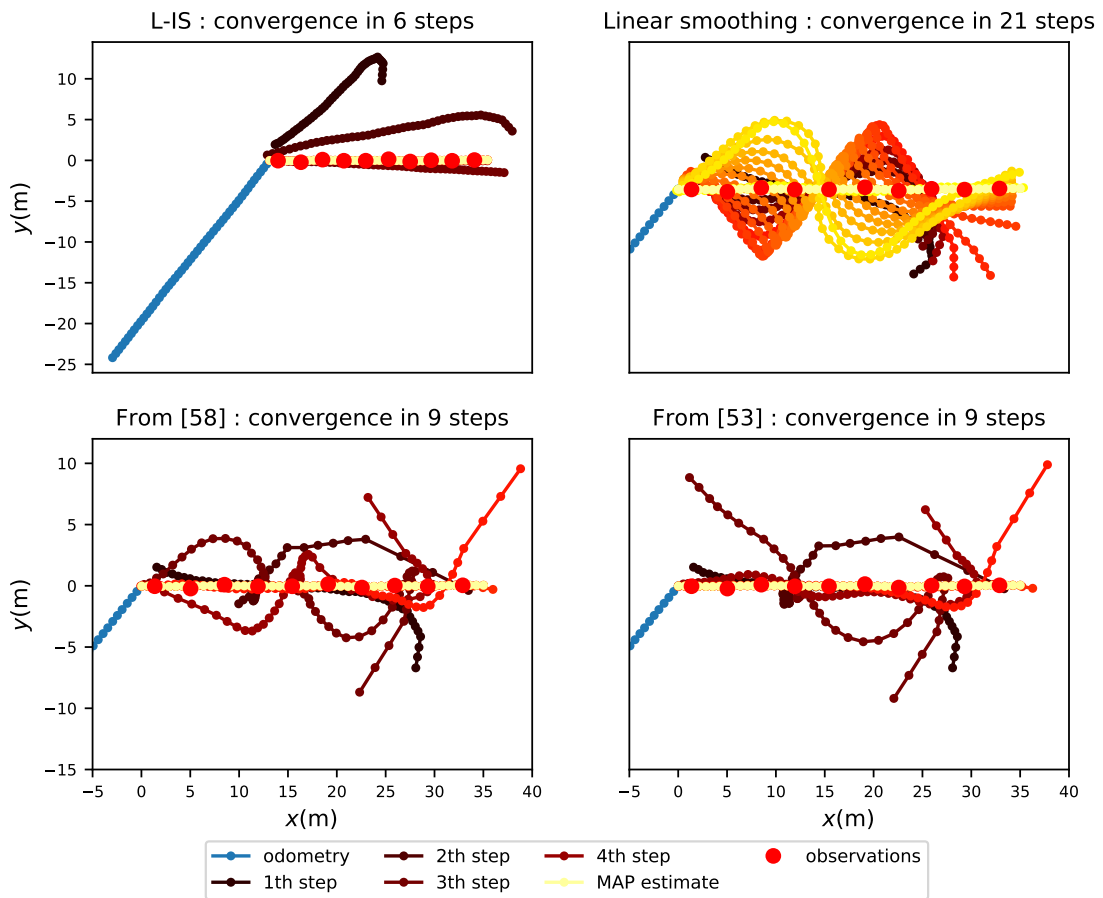 L-IS : convergence in 6 steps
Linear smoothing : convergence in 21 steps
10
5
0
−5
−10
−15
−20
−25
y(m)
From [58] : convergence in 9 steps
From [53] : convergence in 9 steps
10
5
0
−5
−10
−15
y(m)
−5 0 5 10 15 20 25 30 35 40
−5 0 5 10 15 20 25 30 35 40
x(m)
x(m)
odometry 2th step 4th step observations
1th step 3th step MAP estimate